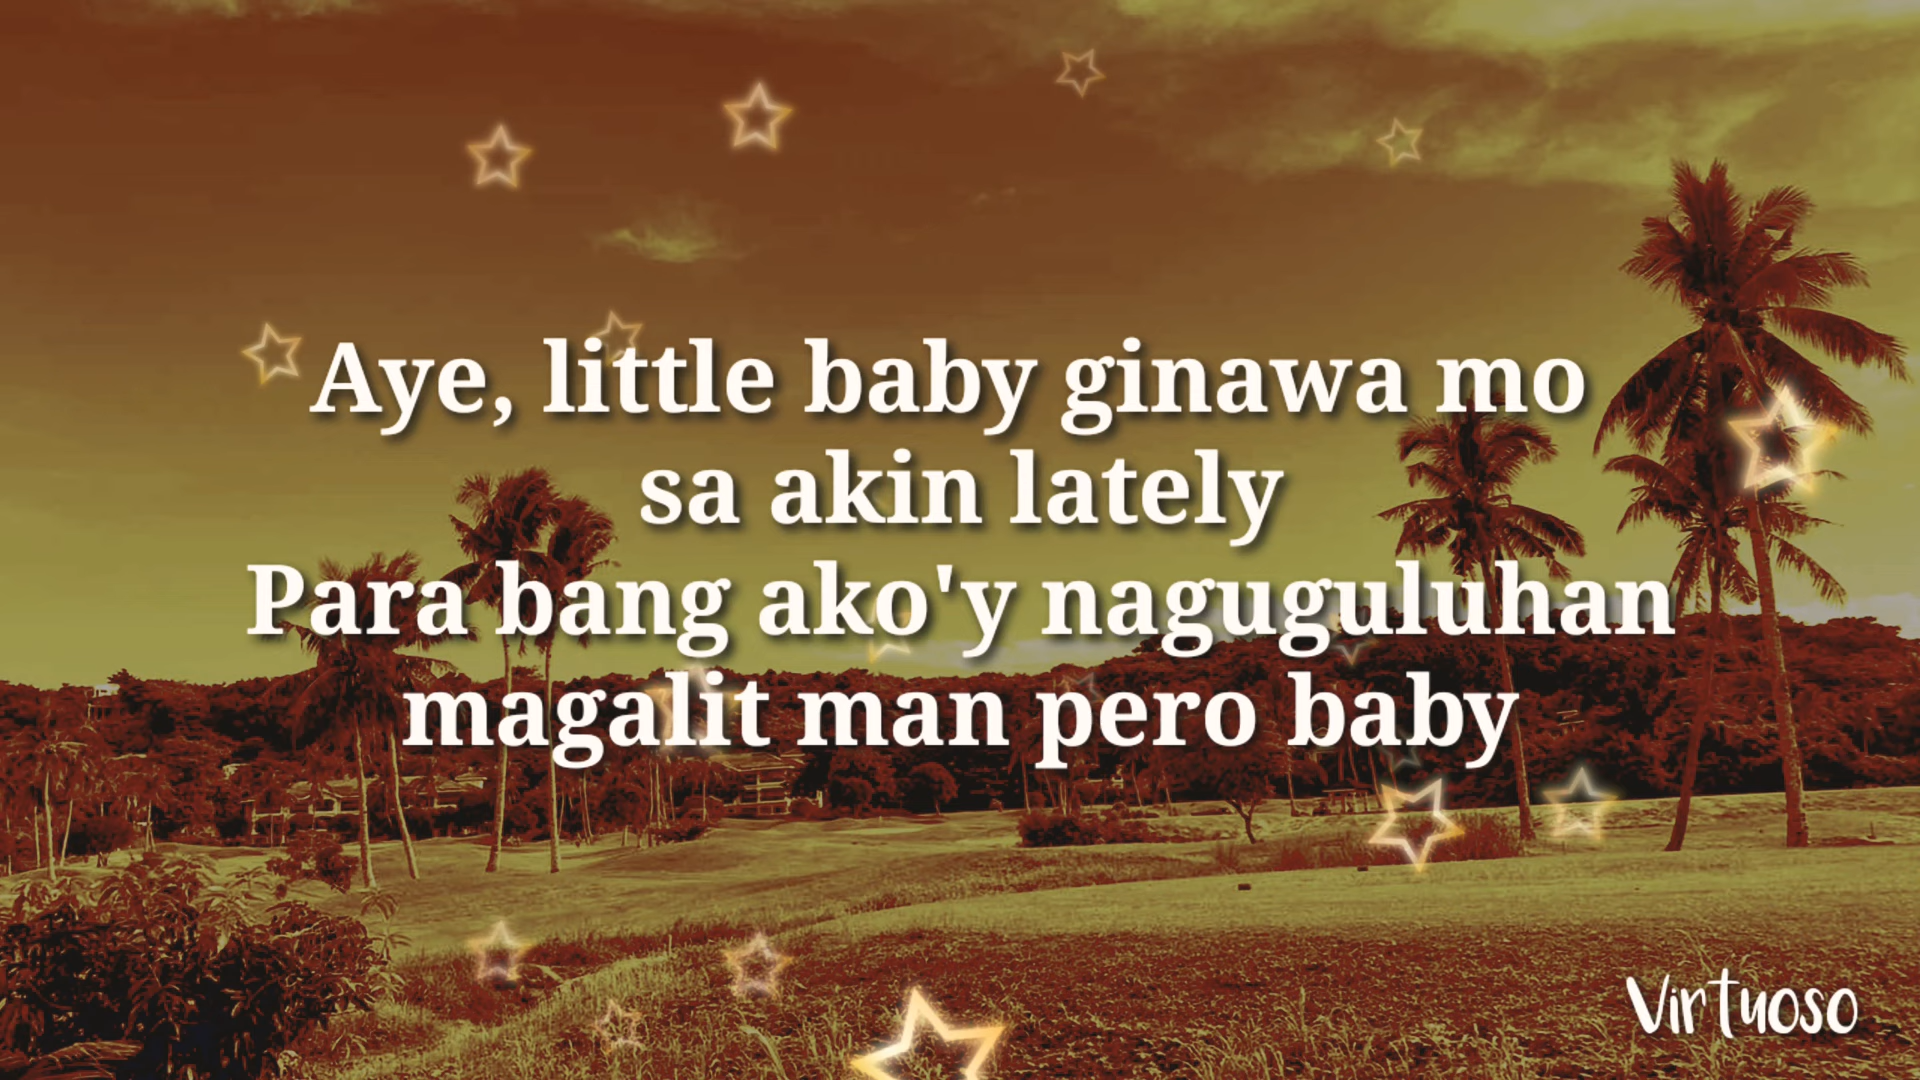 Aye, little baby ginawa mo
sa akin lately
Para bang ako'y naguguluhan
magalit man pero baby
Virtuoso